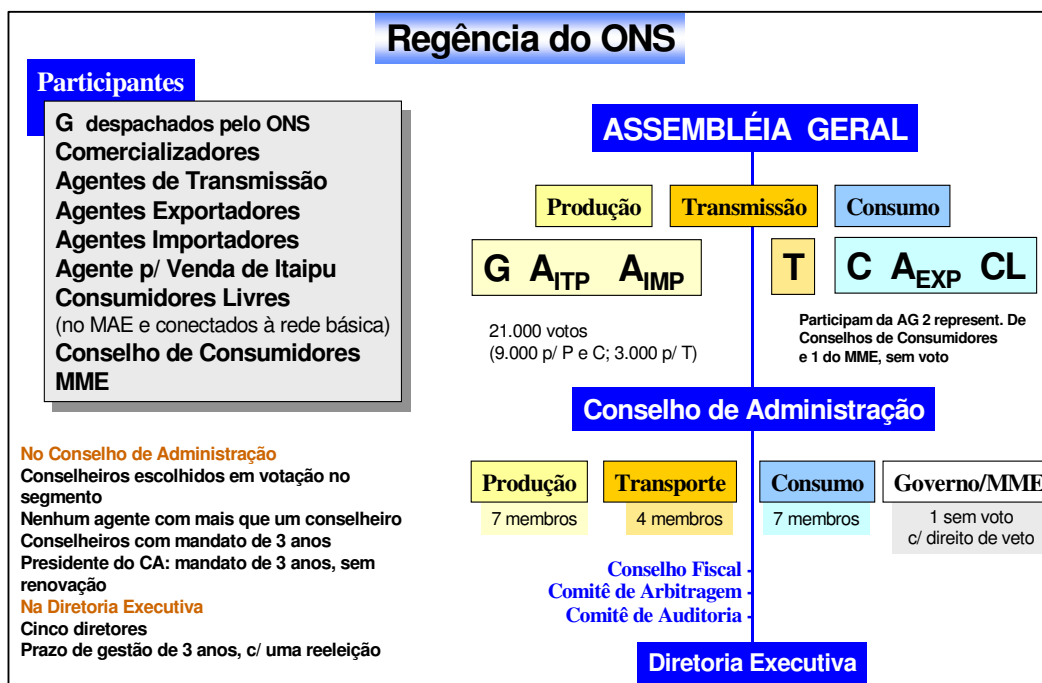 Regência do ONS
Participantes
G despachados pelo ONS
Comercializadores
Agentes de Transmissão
Agentes Exportadores
Agentes Importadores
Agente p/ Venda de Itaipu
Consumidores Livres
(no MAE e conectados à rede básica)
Conselho de Consumidores
MME
No Conselho de Administração
Conselheiros escolhidos em votação no
segmento
Nenhum agente com mais que um conselheiro
Conselheiros com mandato de 3 anos
Presidente do CA: mandato de 3 anos, sem
renovação
Na Diretoria Executiva
Cinco diretores
Prazo de gestão de 3 anos, c/ uma reeleição
ASSEMBLÉIA GERAL
Produção Transmissão Consumo
G A_ITP A_IMP T C A_EXP CL
21.000 votos
(9.000 p/ P e C; 3.000 p/ T)
Participam da AG 2 represent. De
Conselhos de Consumidores
e 1 do MME, sem voto
Conselho de Administração
Produção Transporte Consumo Governo/MME
7 membros 4 membros 7 membros 1 sem voto
c/ direito de veto
Conselho Fiscal
Comitê de Arbitragem
Comitê de Auditoria
Diretoria Executiva